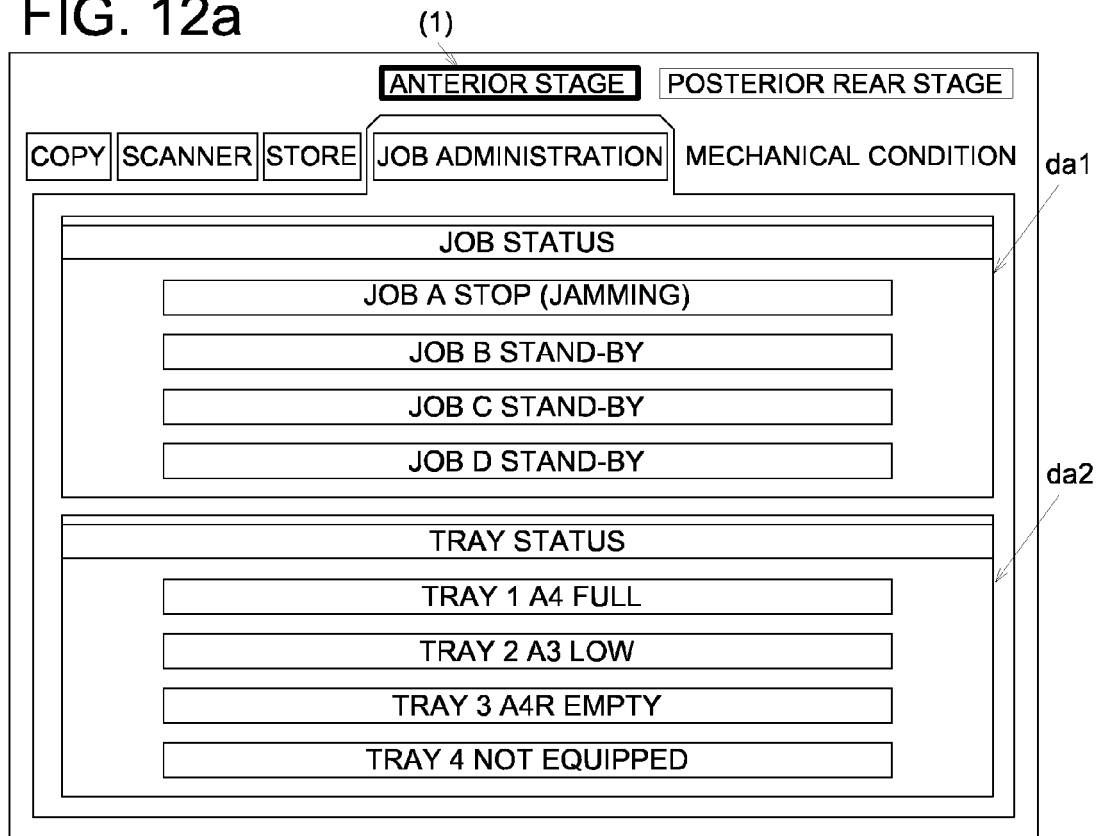 FIG. 12a
(1)
ANTERIOR STAGE POSTERIOR REAR STAGE
COPY SCANNER STORE JOB ADMINISTRATION MECHANICAL CONDITION
da1
JOB STATUS
JOB A STOP (JAMMING)
JOB B STAND-BY
JOB C STAND-BY
JOB D STAND-BY
da2
TRAY STATUS
TRAY 1 A4 FULL
TRAY 2 A3 LOW
TRAY 3 A4R EMPTY
TRAY 4 NOT EQUIPPED